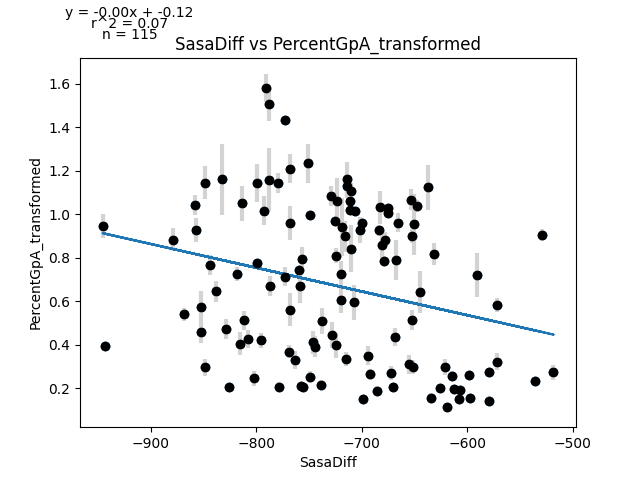 y = -0.00x + -0.12
r^2 = 0.07
n = 115
SasaDiff vs PercentGpA_transformed
PercentGpA_transformed
1.6
1.4
1.2
1.0
0.8
0.6
0.4
0.2
−900
−800
−700
−600
−500
SasaDiff